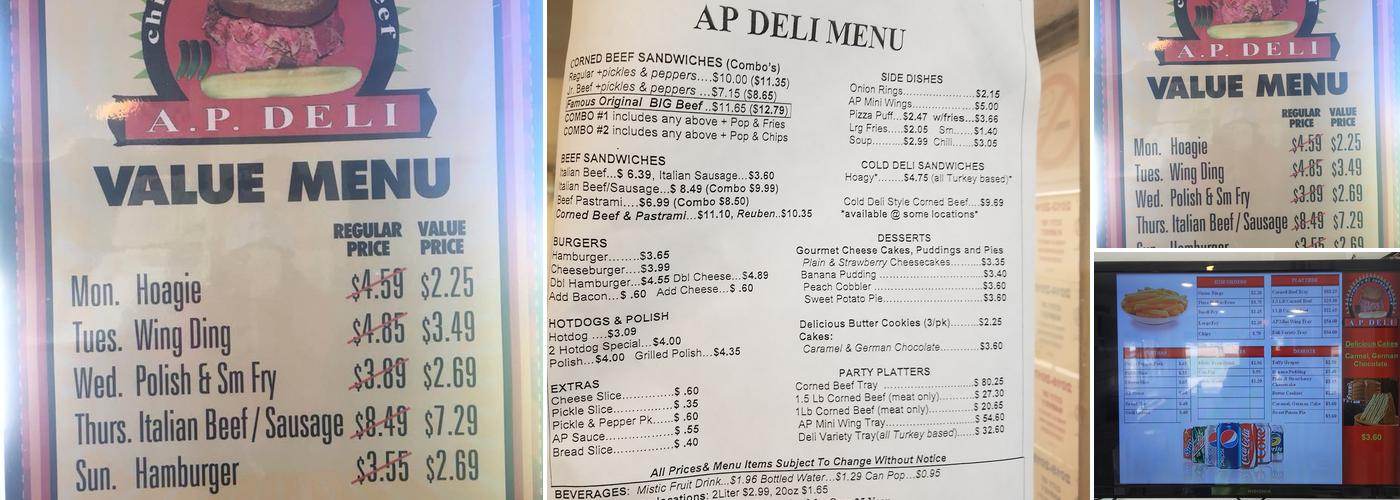 chi
eef
A.P. DELI
VALUE MENU
REGULAR PRICE VALUE PRICE
Mon. Hoagie $4.59 $2.25
Tues. Wing Ding $4.85 $3.49
Wed. Polish & Sm Fry $3.89 $2.69
Thurs. Italian Beef/Sausage $8.49 $7.29
Sun. Hamburger $3.55 $2.69
AP DELI MENU
CORNED BEEF SANDWICHES (Combo's)
Regular +pickles & peppers....$10.00 ($11.35)
Jr. Beef +pickles & peppers ...$7.15 ($8.65)
Famous Original BIG Beef ..$11.65 ($12.79)
COMBO #1 includes any above + Pop & Fries
COMBO #2 includes any above + Pop & Chips
BEEF SANDWICHES
Italian Beef...$ 6.39, Italian Sausage...$3.60
Italian Beef/Sausage...$ 8.49 (Combo $9.99)
Beef Pastrami....$6.99 (Combo $8.50)
Corned Beef & Pastrami...$11.10, Reuben..$10.35
BURGERS
Hamburger........$3.65
Cheeseburger....$3.99
Dbl Hamburger...$4.55 Dbl Cheese...$4.89
Add Bacon...$ .60 Add Cheese...$ .60
HOTDOGS & POLISH
Hotdog ....$3.09
2 Hotdog Special...$4.00
Polish...$4.00 Grilled Polish...$4.35
EXTRAS
Cheese Slice..............$ .60
Pickle Slice................$ .35
Pickle & Pepper Pk.....$ .60
AP Sauce..................$ .55
Bread Slice...............$ .40
SIDE DISHES
Onion Rings..................$2.15
AP Mini Wings...............$5.00
Pizza Puff...$2.47 w/fries...$3.66
Lrg Fries.....$2.05 Sm.....$1.40
Soup.........$2.99 Chili.....$3.05
COLD DELI SANDWICHES
Hoagy*........$4.75 (all Turkey based)*
Cold Deli Style Corned Beef....$9.69
*available @ some locations*
DESSERTS
Gourmet Cheese Cakes, Puddings and Pies
Plain & Strawberry Cheesecakes.........$3.35
Banana Pudding ...........................$3.40
Peach Cobbler .............................$3.60
Sweet Potato Pie...........................$3.60
Delicious Butter Cookies (3/pk)........$2.25
Cakes:
Caramel & German Chocolate...........$3.60
PARTY PLATTERS
Corned Beef Tray ..........................$ 80.25
1.5 Lb Corned Beef (meat only)..........$ 27.30
1Lb Corned Beef (meat only)............$ 20.65
AP Mini Wing Tray.........................$ 54.60
Deli Variety Tray(all Turkey based).....$ 32.60
All Prices& Menu Items Subject To Change Without Notice
BEVERAGES: Mistic Fruit Drink...$1.96 Bottled Water...$1.29 Can Pop...$0.95
locations: 2Liter $2.99, 20oz $1.65
A.P. DELI
VALUE MENU
REGULAR PRICE VALUE PRICE
Mon. Hoagie $4.59 $2.25
Tues. Wing Ding $4.85 $3.49
Wed. Polish & Sm Fry $3.89 $2.69
Thurs. Italian Beef/Sausage $8.49 $7.29
Sun. Hamburger $3.55 $2.69
A.P. DELI
Delicious Cakes
Carmel, German
Chocolate
$3.60